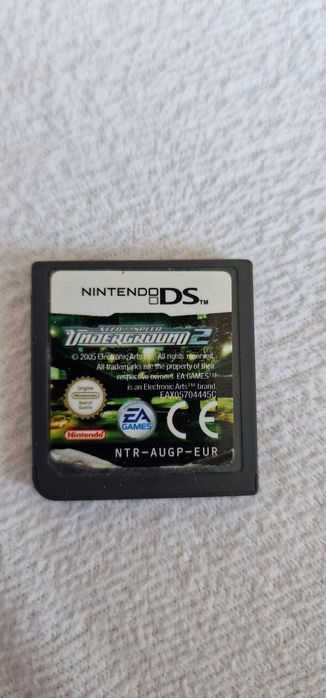 NINTENDO DS™
NEED FOR SPEED
UNDERGROUND 2
© 2005 Electronic Arts Inc. All rights reserved.
All trademarks are the property of their
respective owners. EA GAMES™
is an Electronic Arts™ brand.
EAX05704445C
Original
Nintendo
Seal of Quality
Nintendo
EA
GAMES
CE
NTR-AUGP-EUR